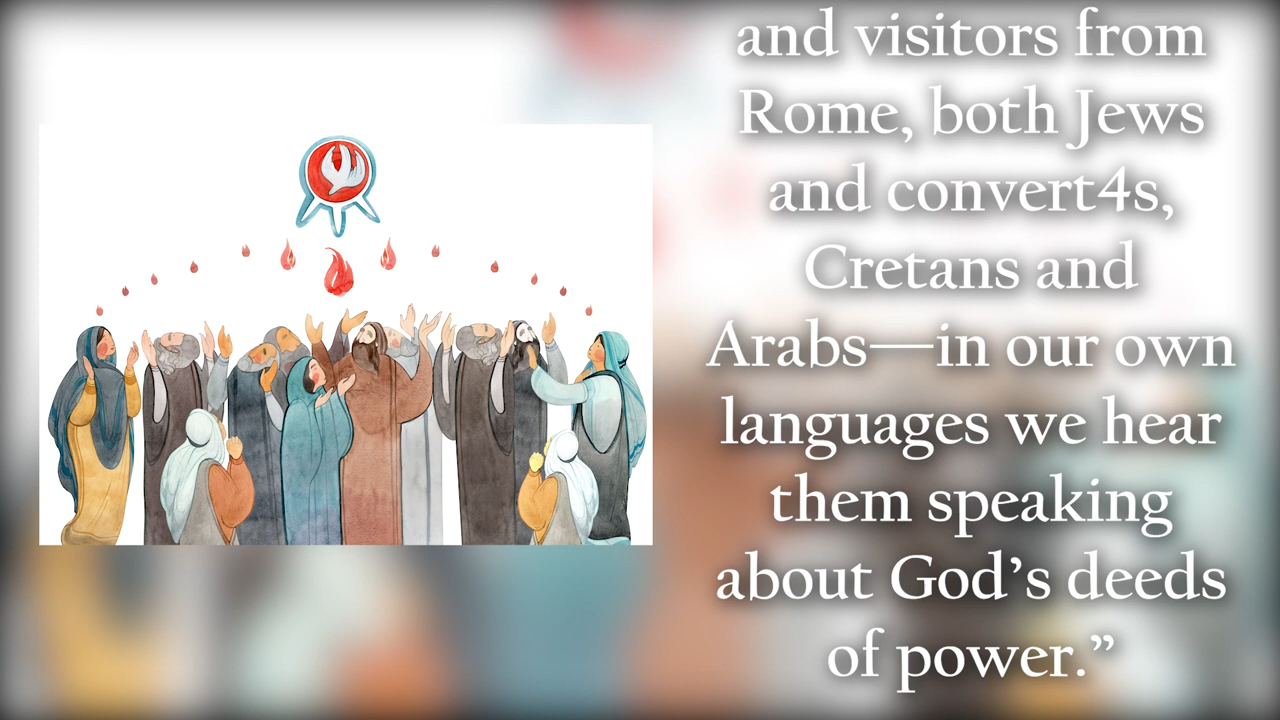 and visitors from
Rome, both Jews
and convert4s,
Cretans and
Arabs—in our own
languages we hear
them speaking
about God’s deeds
of power.”